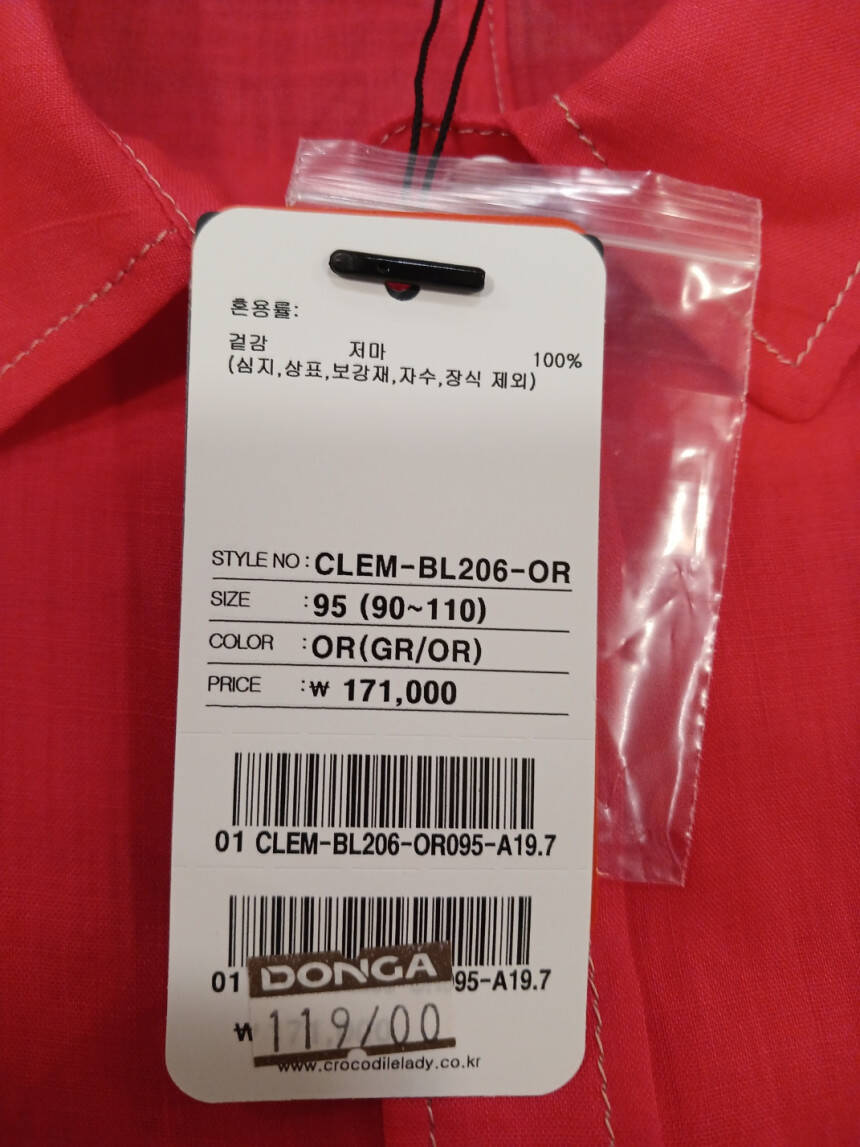 혼용률:
겉감 저마 100%
(심지,상표,보강재,자수,장식 제외)
STYLE NO : CLEM-BL206-OR
SIZE : 95 (90~110)
COLOR : OR(GR/OR)
PRICE : ₩ 171,000
01 CLEM-BL206-OR095-A19.7
01 95-A19.7
DONGA
₩ 119/00
www.crocodilelady.co.kr